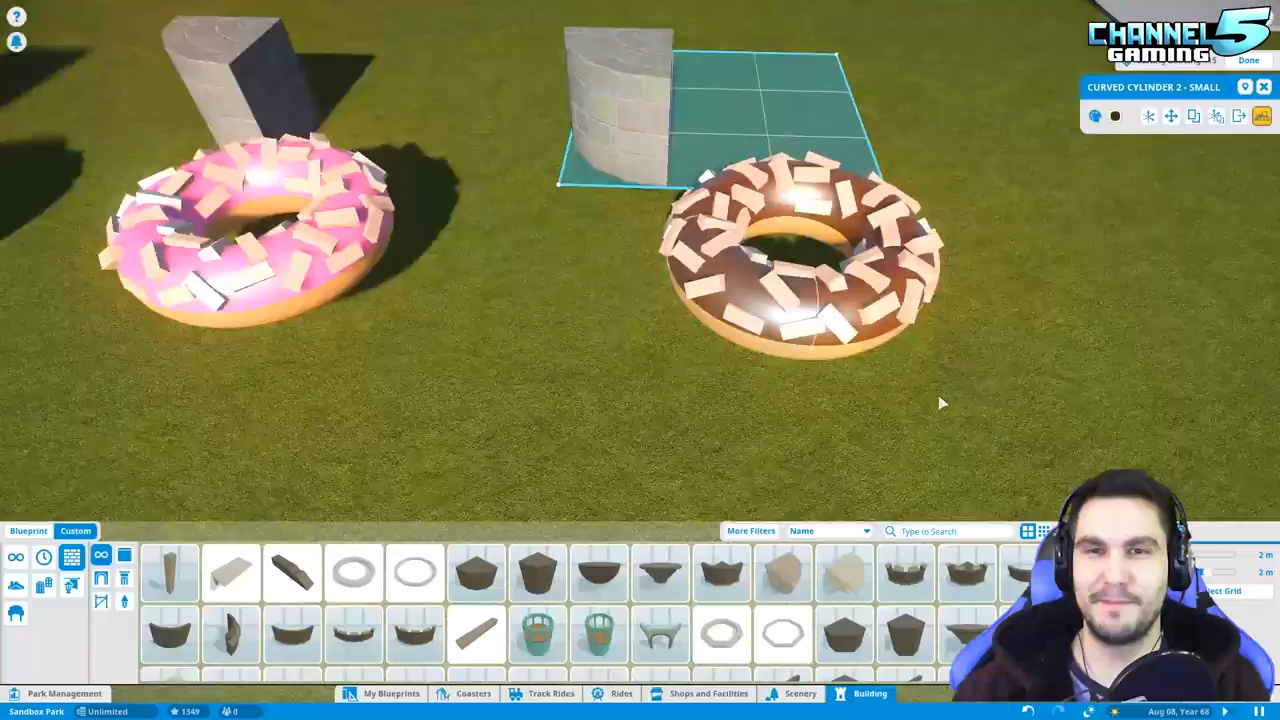 ?
CHANNEL 5
GAMING
Done
CURVED CYLINDER 2 - SMALL
Blueprint
Custom
More Filters
Name
Type to Search
2 m
2 m
lect Grid
Park Management
My Blueprints
Coasters
Track Rides
Rides
Shops and Facilities
Scenery
Building
Sandbox Park
Unlimited
1349
0
Aug 08, Year 68